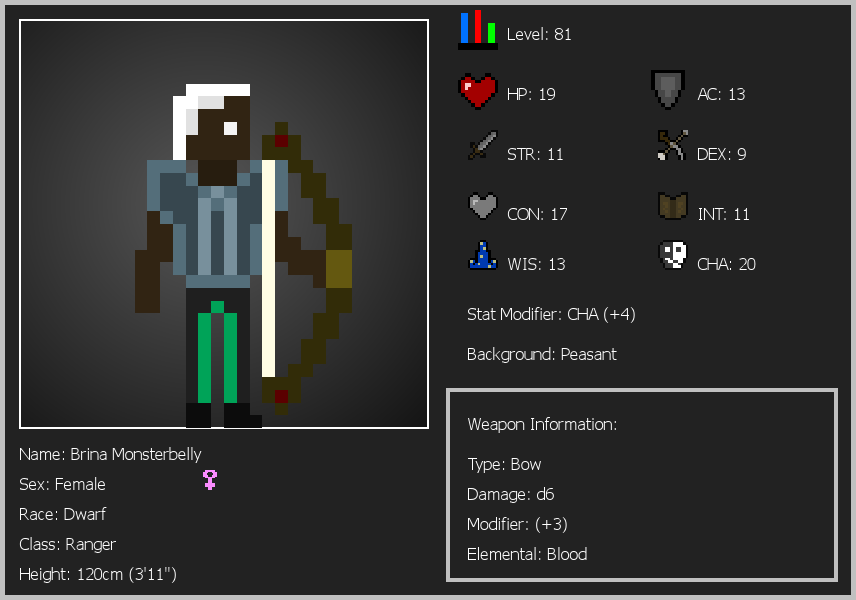 Level: 81
HP: 19
AC: 13
STR: 11
DEX: 9
CON: 17
INT: 11
WIS: 13
CHA: 20
Stat Modifier: CHA (+4)
Background: Peasant
Weapon Information:
Type: Bow
Damage: d6
Modifier: (+3)
Elemental: Blood
Name: Brina Monsterbelly
Sex: Female
Race: Dwarf
Class: Ranger
Height: 120cm (3'11")